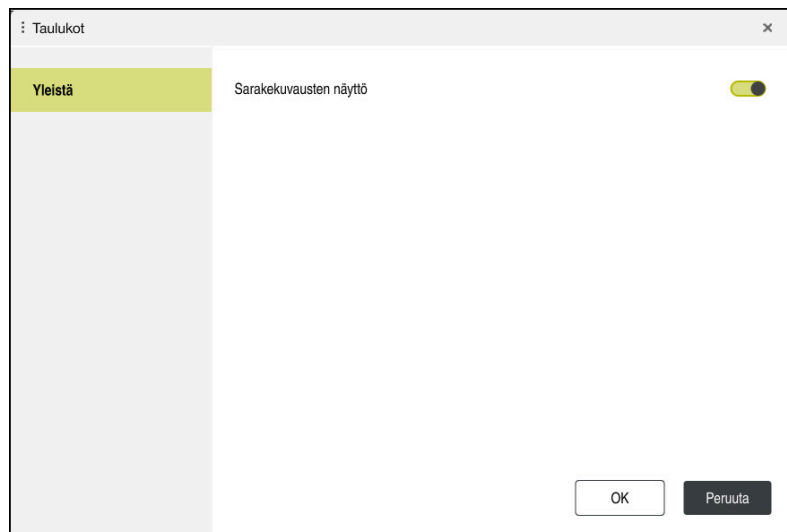 Taulukot
Yleistä
Sarakekuvausten näyttö
OK
Peruuta